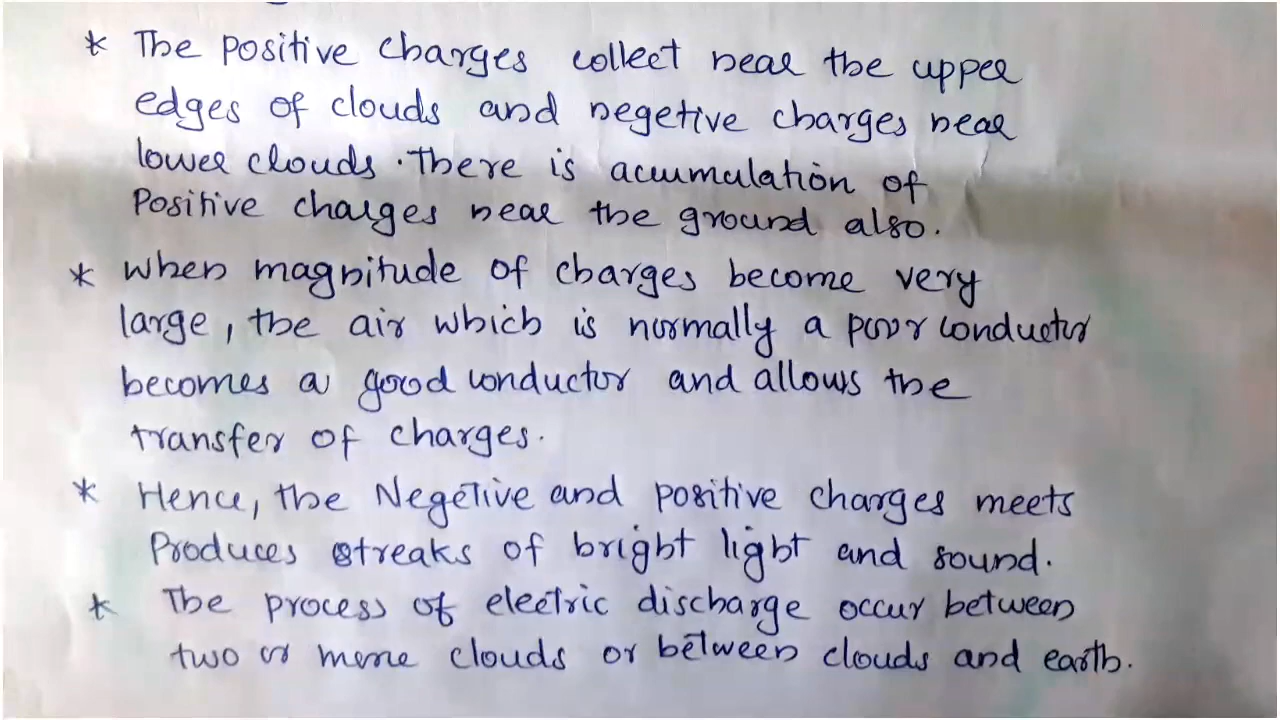 * The positive charges collect near the upper
edges of clouds and negetive charges near
lower clouds. There is acuumulation of
Positive charges near the ground also.
* When magnitude of charges become very
large, the air which is normally a poor conductor
becomes a good conductor and allows the
transfer of charges.
* Hence, the Negetive and positive charges meets
Produces streaks of bright light and sound.
* The process of electric discharge occur between
two or more clouds or between clouds and earth.